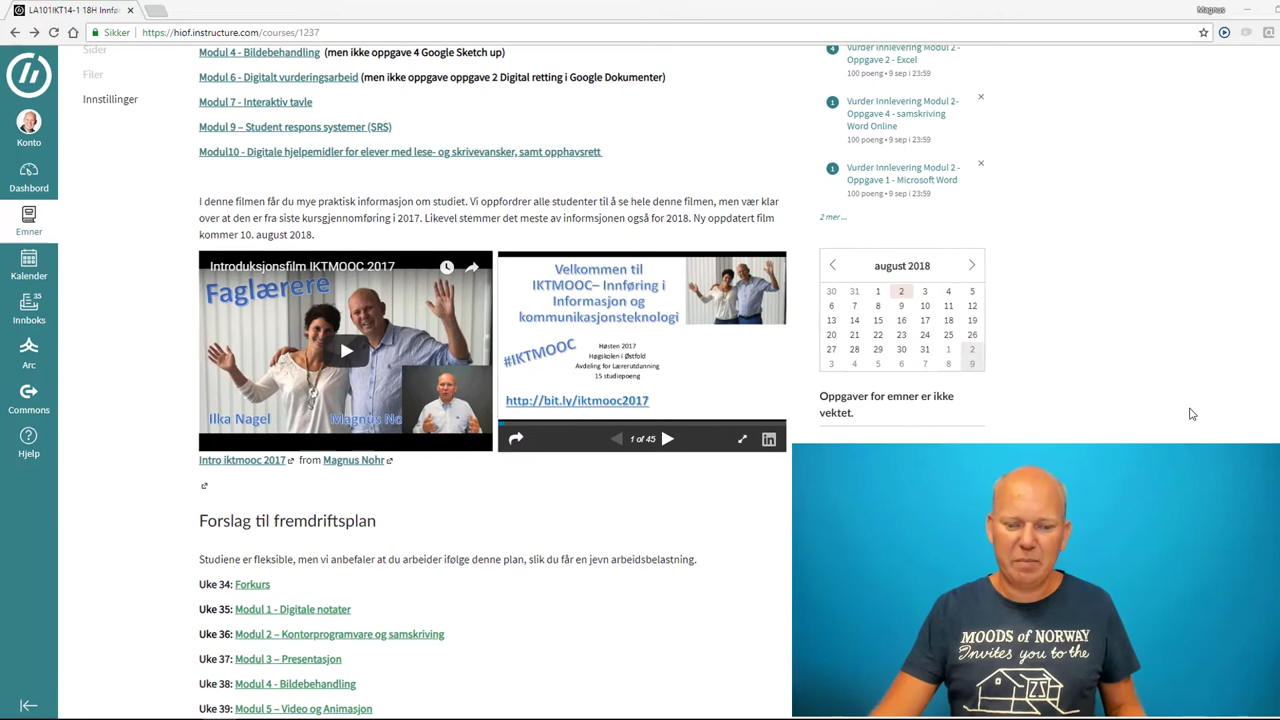 LA101IKT14-1 18H Innfø
Magnus
Sikker
https://hiof.instructure.com/courses/1237
Konto
Dashbord
Emner
Kalender
35
Innboks
Arc
Commons
Hjelp
Sider
Filer
Innstillinger
Modul 4 - Bildebehandling (men ikke oppgave 4 Google Sketch up)
Modul 6 - Digitalt vurderingsarbeid (men ikke oppgave oppgave 2 Digital retting i Google Dokumenter)
Modul 7 - Interaktiv tavle
Modul 9 – Student respons systemer (SRS)
Modul10 - Digitale hjelpemidler for elever med lese- og skrivevansker, samt opphavsrett
I denne filmen får du mye praktisk informasjon om studiet. Vi oppfordrer alle studenter til å se hele denne filmen, men vær klar
over at den er fra siste kursgjennomføring i 2017. Likevel stemmer det meste av informsjonen også for 2018. Ny oppdatert film
kommer 10. august 2018.
Introduksjonsfilm IKTMOOC 2017
Faglærere
Ilka Nagel
Magnus No
Velkommen til
IKTMOOC– Innføring i
Informasjon og
kommunikasjonsteknologi
#IKTMOOC
Høsten 2017
Høgskolen i Østfold
Avdeling for Lærerutdanning
15 studiepoeng
http://bit.ly/iktmooc2017
1 of 45
Intro iktmooc 2017 from Magnus Nohr
Forslag til fremdriftsplan
Studiene er fleksible, men vi anbefaler at du arbeider ifølge denne plan, slik du får en jevn arbeidsbelastning.
Uke 34: Forkurs
Uke 35: Modul 1 - Digitale notater
Uke 36: Modul 2 – Kontorprogramvare og samskriving
Uke 37: Modul 3 – Presentasjon
Uke 38: Modul 4 - Bildebehandling
Uke 39: Modul 5 – Video og Animasjon
4
Vurder Innlevering Modul 2 -
Oppgave 2 - Excel
100 poeng • 9 sep i 23:59
1
Vurder Innlevering Modul 2-
Oppgave 4 - samskriving
Word Online
100 poeng • 9 sep i 23:59
1
Vurder Innlevering Modul 2 -
Oppgave 1 - Microsoft Word
100 poeng • 9 sep i 23:59
2 mer ...
august 2018
30 31 1 2 3 4 5
6 7 8 9 10 11 12
13 14 15 16 17 18 19
20 21 22 23 24 25 26
27 28 29 30 31 1 2
3 4 5 6 7 8 9
Oppgaver for emner er ikke
vektet.
MOODS of NORWAY
Invites you to the